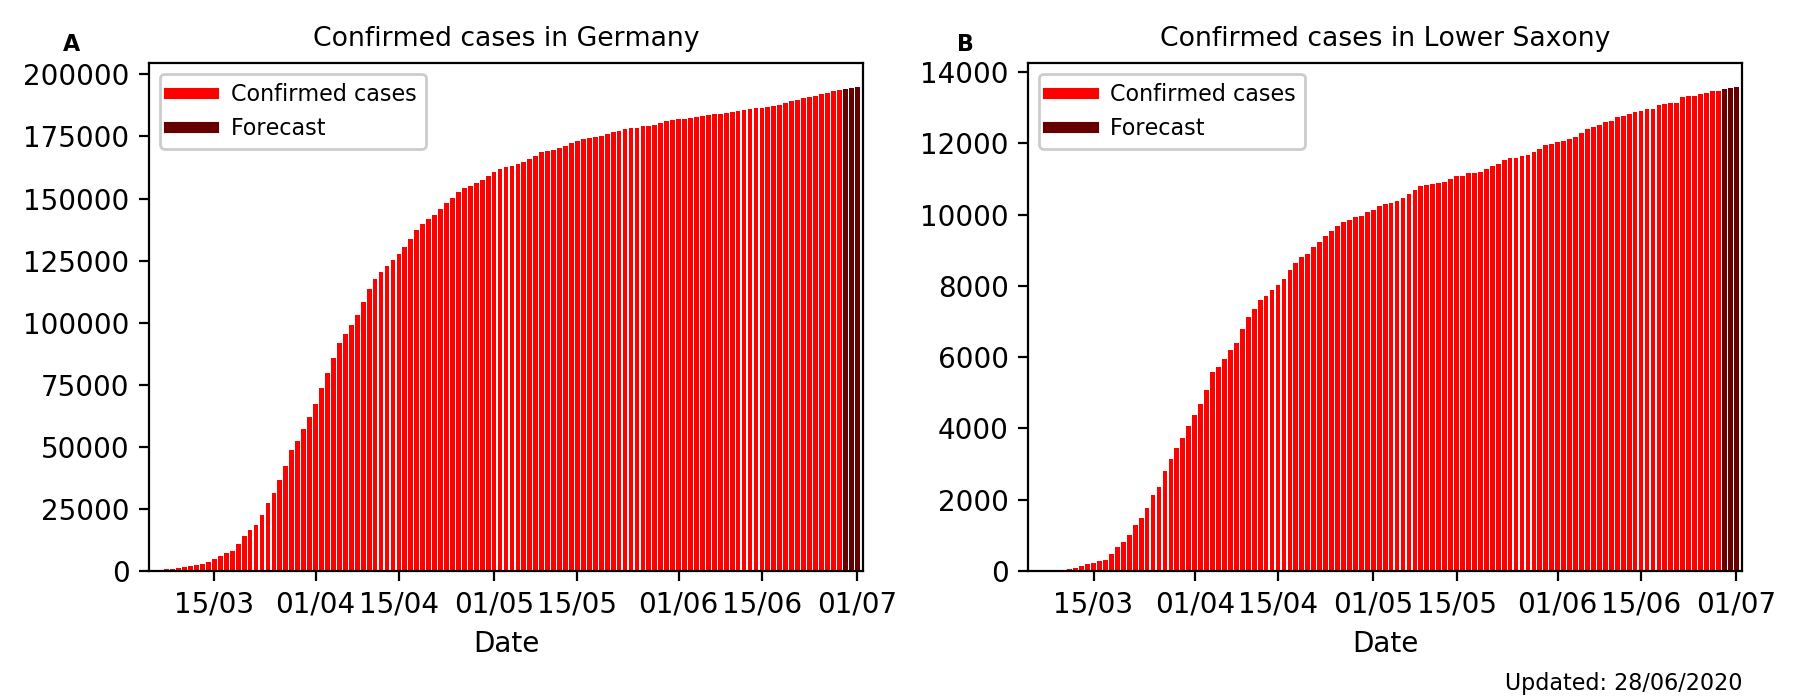 A
Confirmed cases in Germany
200000
175000
150000
125000
100000
75000
50000
25000
0
Confirmed cases
Forecast
15/03 01/04 15/04 01/05 15/05 01/06 15/06 01/07
Date
B
Confirmed cases in Lower Saxony
14000
12000
10000
8000
6000
4000
2000
0
Confirmed cases
Forecast
15/03 01/04 15/04 01/05 15/05 01/06 15/06 01/07
Date
Updated: 28/06/2020